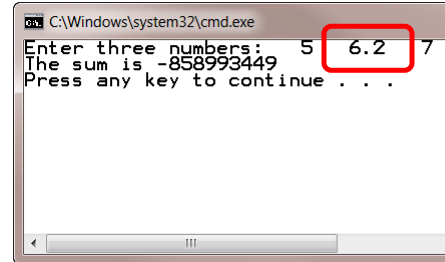 C:\Windows\system32\cmd.exe
Enter three numbers:   5   6.2   7
The sum is -858993449
Press any key to continue . . .